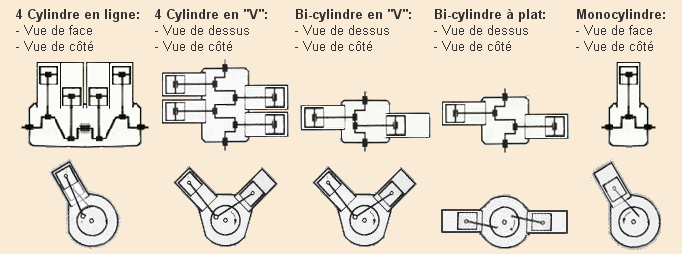 4 Cylindre en ligne:
- Vue de face
- Vue de côté
4 Cylindre en "V":
- Vue de dessus
- Vue de côté
Bi-cylindre en "V":
- Vue de dessus
- Vue de côté
Bi-cylindre à plat:
- Vue de dessus
- Vue de côté
Monocylindre:
- Vue de face
- Vue de côté